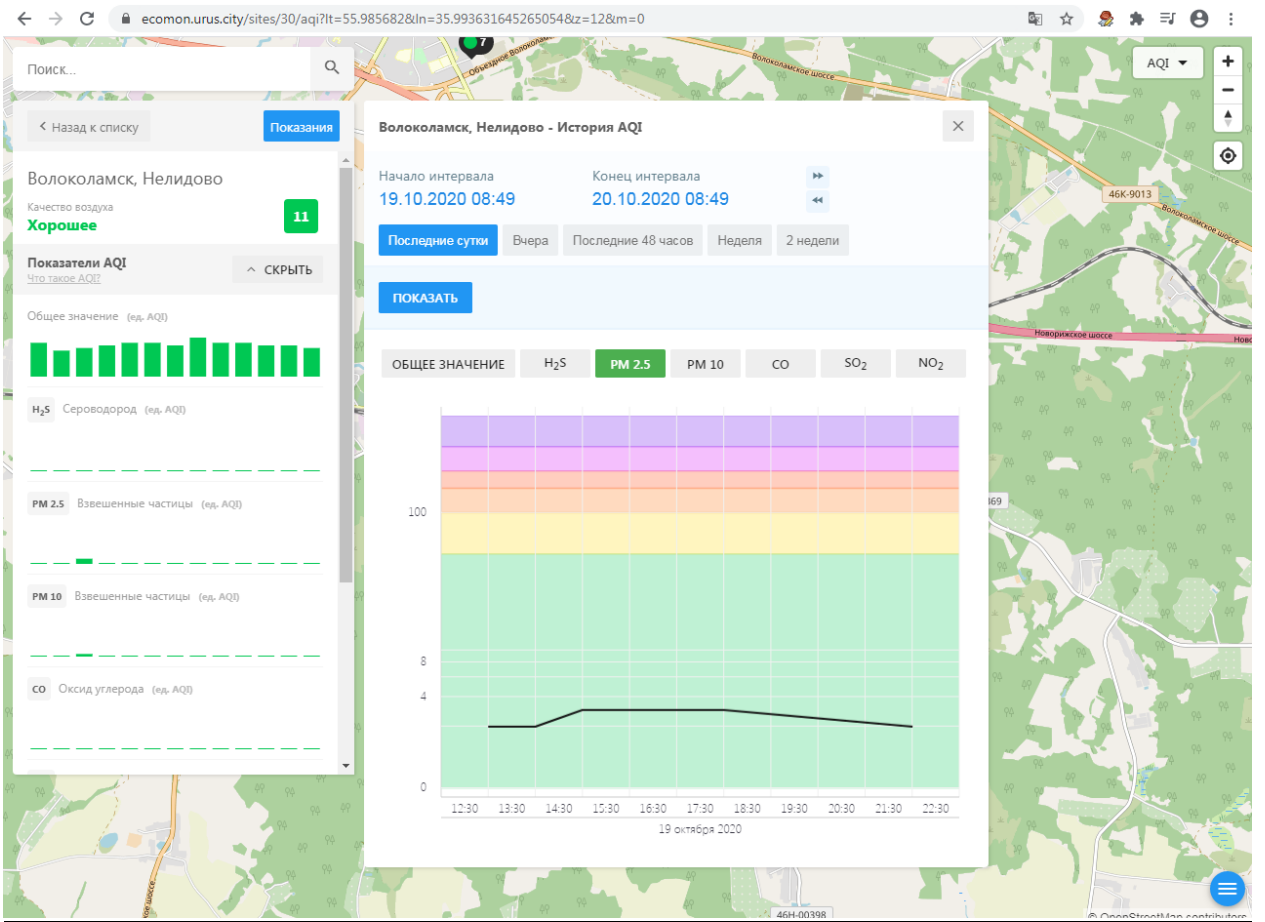 ecomon.urus.city/sites/30/aqi?lt=55.985682&ln=35.993631645265054&z=12&m=0
Поиск...
7
Объездное
Волоколамское шоссе
AQI
Назад к списку
Показания
Волоколамск, Нелидово
Качество воздуха
Хорошее
11
Показатели AQI
Что такое AQI?
СКРЫТЬ
Общее значение (ед. AQI)
H₂S Сероводород (ед. AQI)
PM 2.5 Взвешенные частицы (ед. AQI)
PM 10 Взвешенные частицы (ед. AQI)
CO Оксид углерода (ед. AQI)
Волоколамск, Нелидово - История AQI
Начало интервала
19.10.2020 08:49
Конец интервала
20.10.2020 08:49
Последние сутки Вчера Последние 48 часов Неделя 2 недели
ПОКАЗАТЬ
ОБЩЕЕ ЗНАЧЕНИЕ H₂S PM 2.5 PM 10 CO SO₂ NO₂
100
8
4
0
12:30 13:30 14:30 15:30 16:30 17:30 18:30 19:30 20:30 21:30 22:30
19 октября 2020
46К-9013
Новорижское шоссе
46Н-00398
© OpenStreetMap contributors